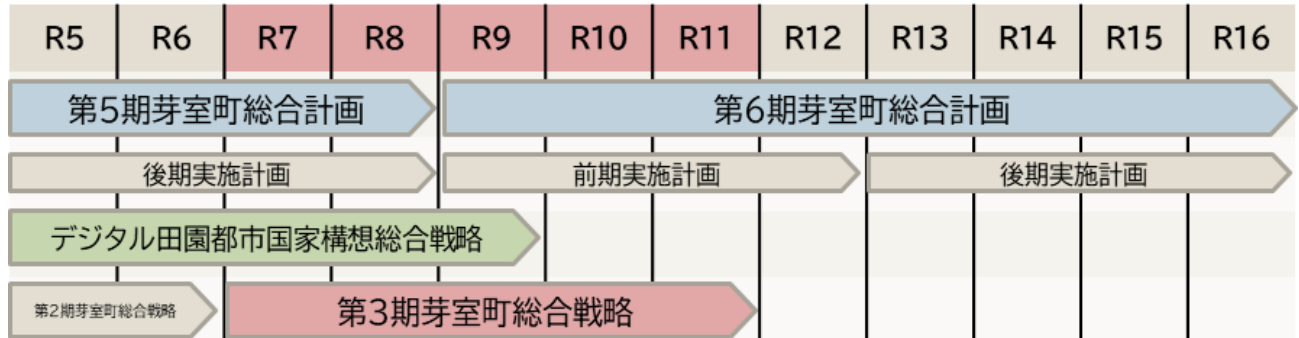 R5 R6 R7 R8 R9 R10 R11 R12 R13 R14 R15 R16
第5期芽室町総合計画 第6期芽室町総合計画
後期実施計画 前期実施計画 後期実施計画
デジタル田園都市国家構想総合戦略
第2期芽室町総合戦略 第3期芽室町総合戦略